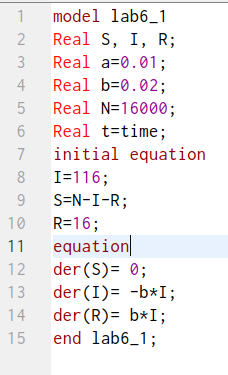 1 model lab6_1
2 Real S, I, R;
3 Real a=0.01;
4 Real b=0.02;
5 Real N=16000;
6 Real t=time;
7 initial equation
8 I=116;
9 S=N-I-R;
10 R=16;
11 equation
12 der(S)= 0;
13 der(I)= -b*I;
14 der(R)= b*I;
15 end lab6_1;